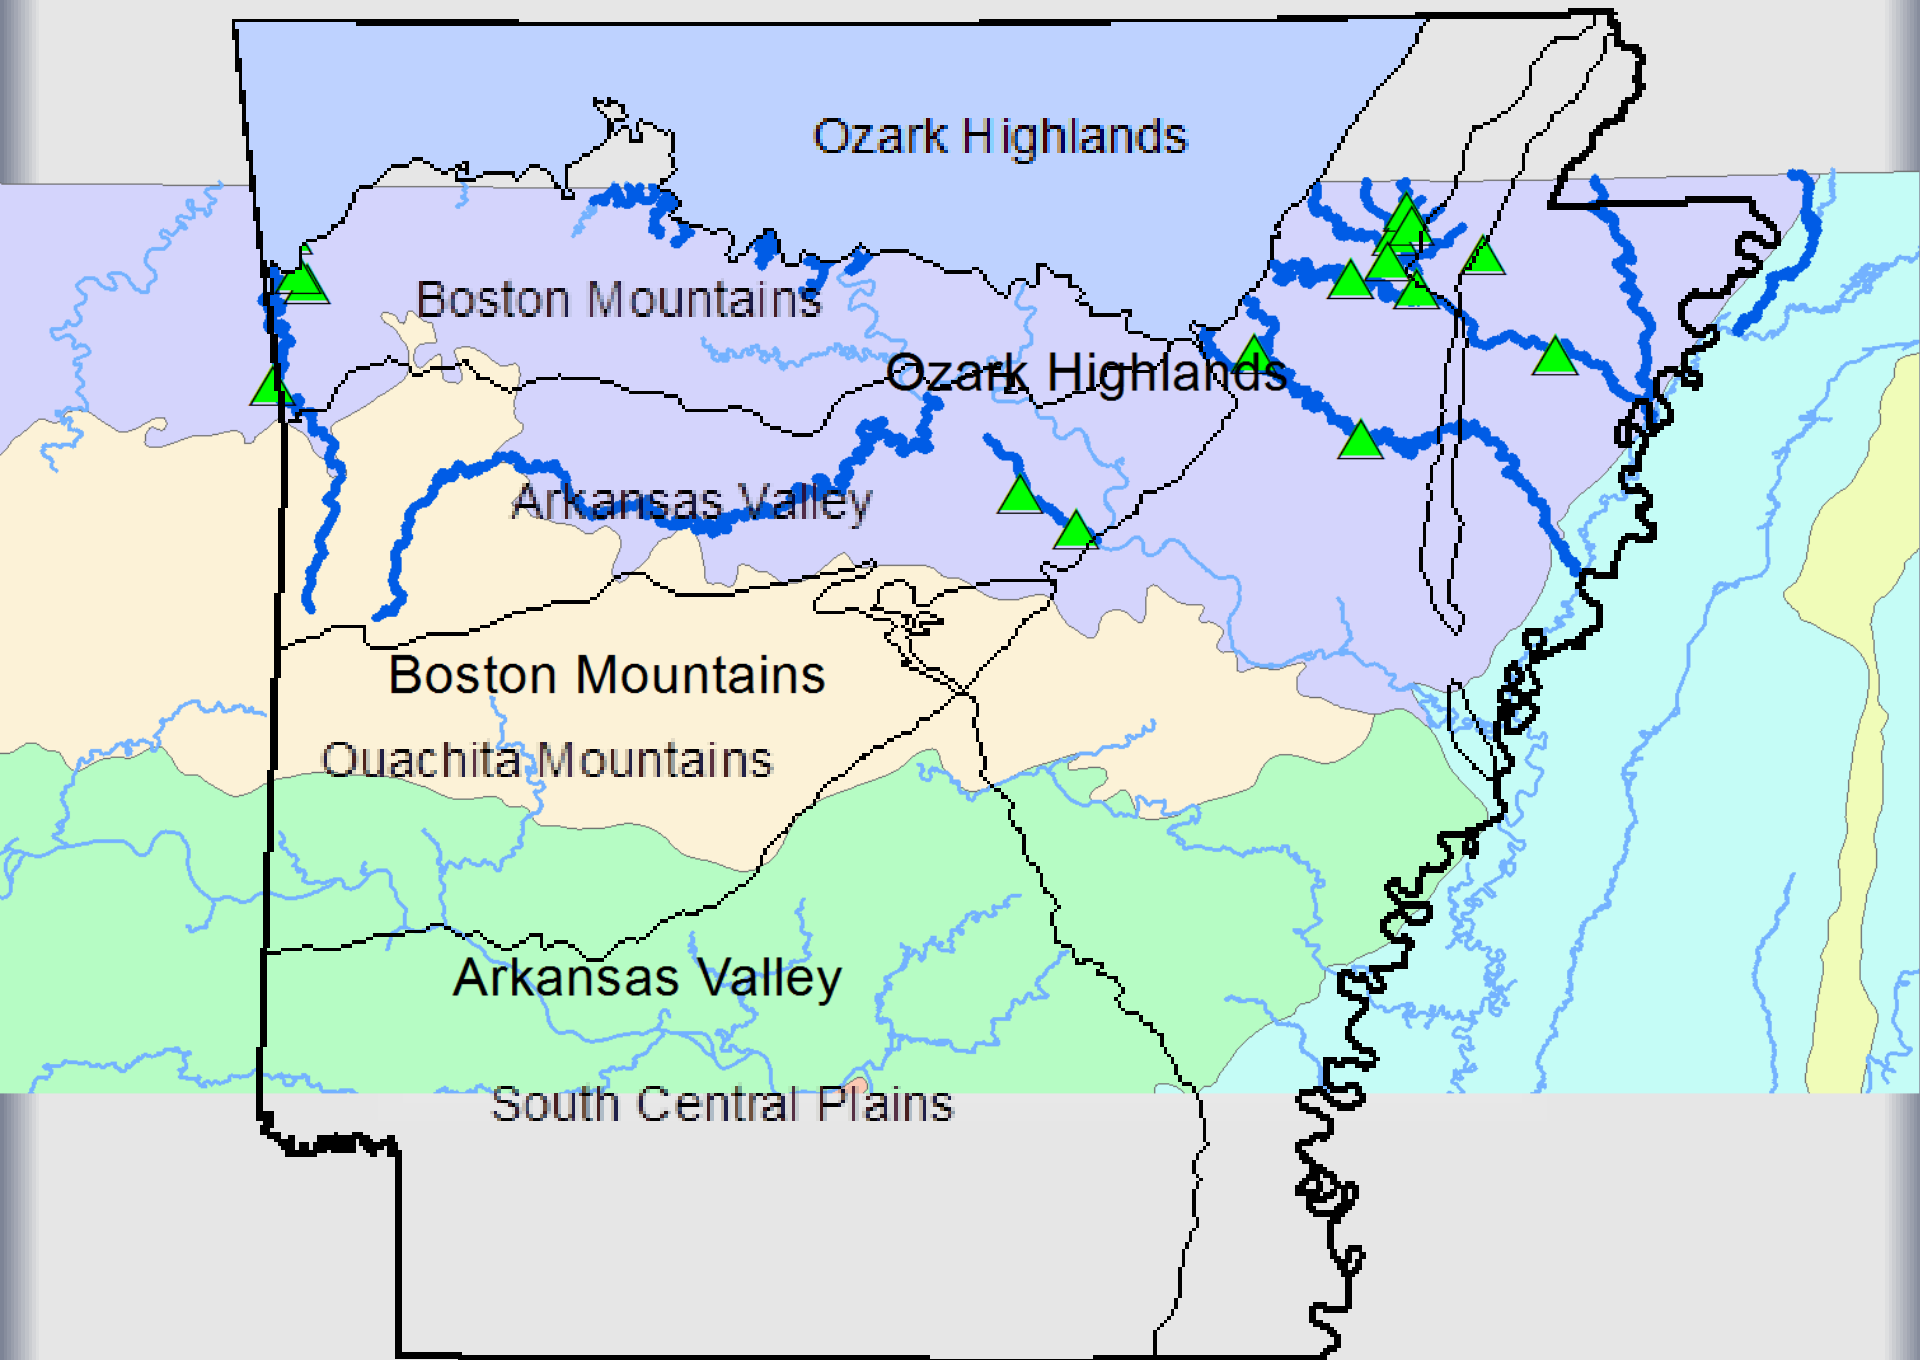 Ozark Highlands
Boston Mountains
Ozark Highlands
Arkansas Valley
Boston Mountains
Ouachita Mountains
Arkansas Valley
South Central Plains